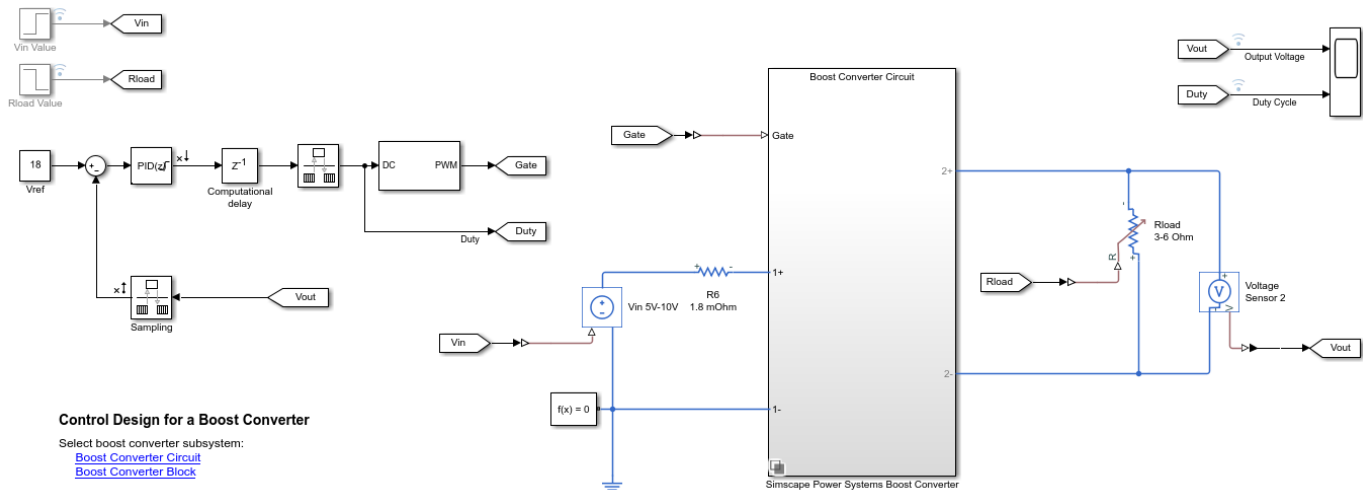 Vin
Vin Value
Rload
Rload Value
Vout
Output Voltage
Duty
Duty Cycle
Boost Converter Circuit
Gate
Gate
18
Vref
+
-
PID(z)
Z-1
Computational
delay
DC
PWM
Gate
Duty
Duty
2+
-
+
R
Rload
3-6 Ohm
Rload
+
V
V
Voltage
Sensor 2
Vout
Sampling
Vout
+
-
1+
R6
1.8 mOhm
+
-
Vin 5V-10V
Vin
2-
f(x) = 0
1-
Control Design for a Boost Converter
Select boost converter subsystem:
Boost Converter Circuit
Boost Converter Block
Simscape Power Systems Boost Converter